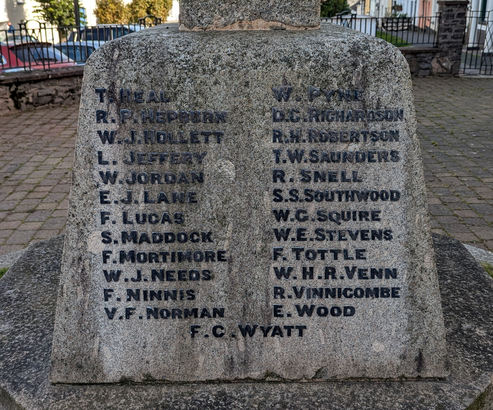 T. HEAL
R. P. HEPBURN
W. J. HOLLETT
L. JEFFERY
W. JORDAN
E. J. LANE
F. LUCAS
S. MADDOCK
F. MORTIMORE
W. J. NEEDS
F. NINNIS
V. F. NORMAN
W. PYNE
D. C. RICHARDSON
R. H. ROBERTSON
T. W. SAUNDERS
R. SNELL
S. S. SOUTHWOOD
W. G. SQUIRE
W. E. STEVENS
F. TOTTLE
W. H. R. VENN
R. VINNICOMBE
E. WOOD
F. C. WYATT